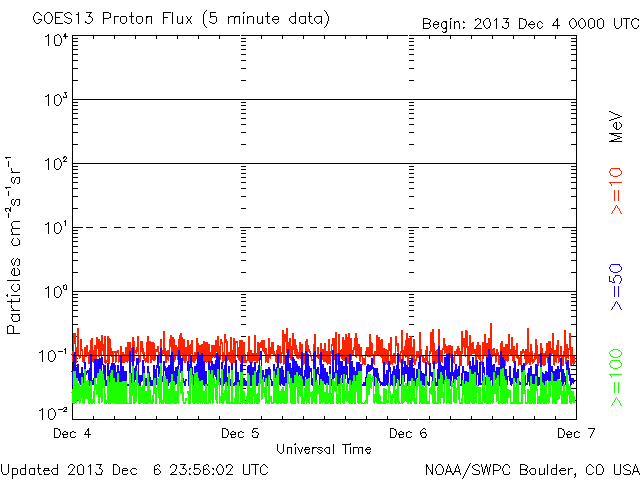 GOES13 Proton Flux (5 minute data)
Begin: 2013 Dec 4 0000 UTC
Particles cm⁻²s⁻¹sr⁻¹
10⁴
10³
10²
10¹
10⁰
10⁻¹
10⁻²
Dec 4
Dec 5
Dec 6
Dec 7
Universal Time
MeV
>=10
>=50
>=100
Updated 2013 Dec 6 23:56:02 UTC
NOAA/SWPC Boulder, CO USA